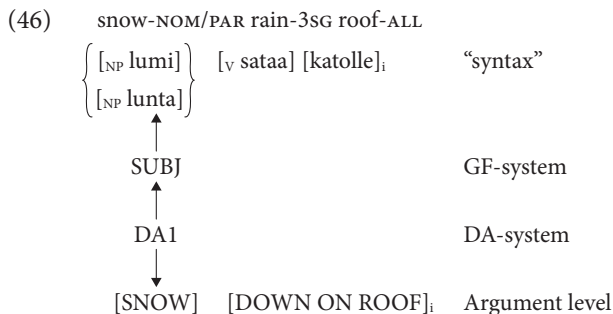 (46) snow-NOM/PAR rain-3SG roof-ALL
[NP lumi] [V sataa] [katolle]i “syntax”
[NP lunta]
SUBJ GF-system
DA1 DA-system
[SNOW] [DOWN ON ROOF]i Argument level